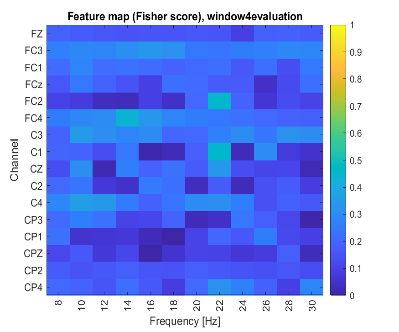 Feature map (Fisher score), window4evaluation
Channel
FZ
FC3
FC1
FCz
FC2
FC4
C3
C1
CZ
C2
C4
CP3
CP1
CPZ
CP2
CP4
8 10 12 14 16 18 20 22 24 26 28 30
Frequency [Hz]
1
0.9
0.8
0.7
0.6
0.5
0.4
0.3
0.2
0.1
0